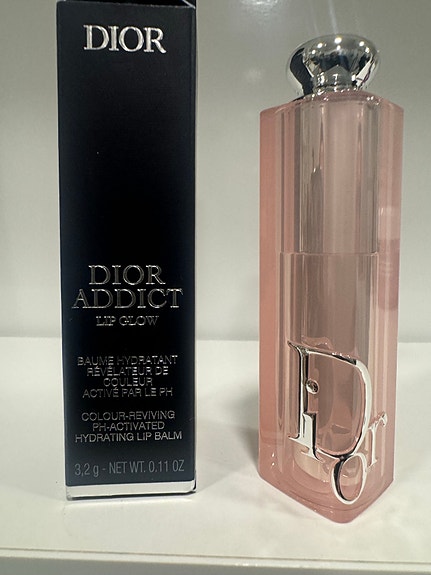 DIOR
DIOR
ADDICT
LIP GLOW
BAUME HYDRATANT
RÉVÉLATEUR DE
COULEUR
ACTIVÉ PAR LE PH
COLOUR-REVIVING
PH-ACTIVATED
HYDRATING LIP BALM
3,2 g - NET WT. 0.11 OZ
Dior